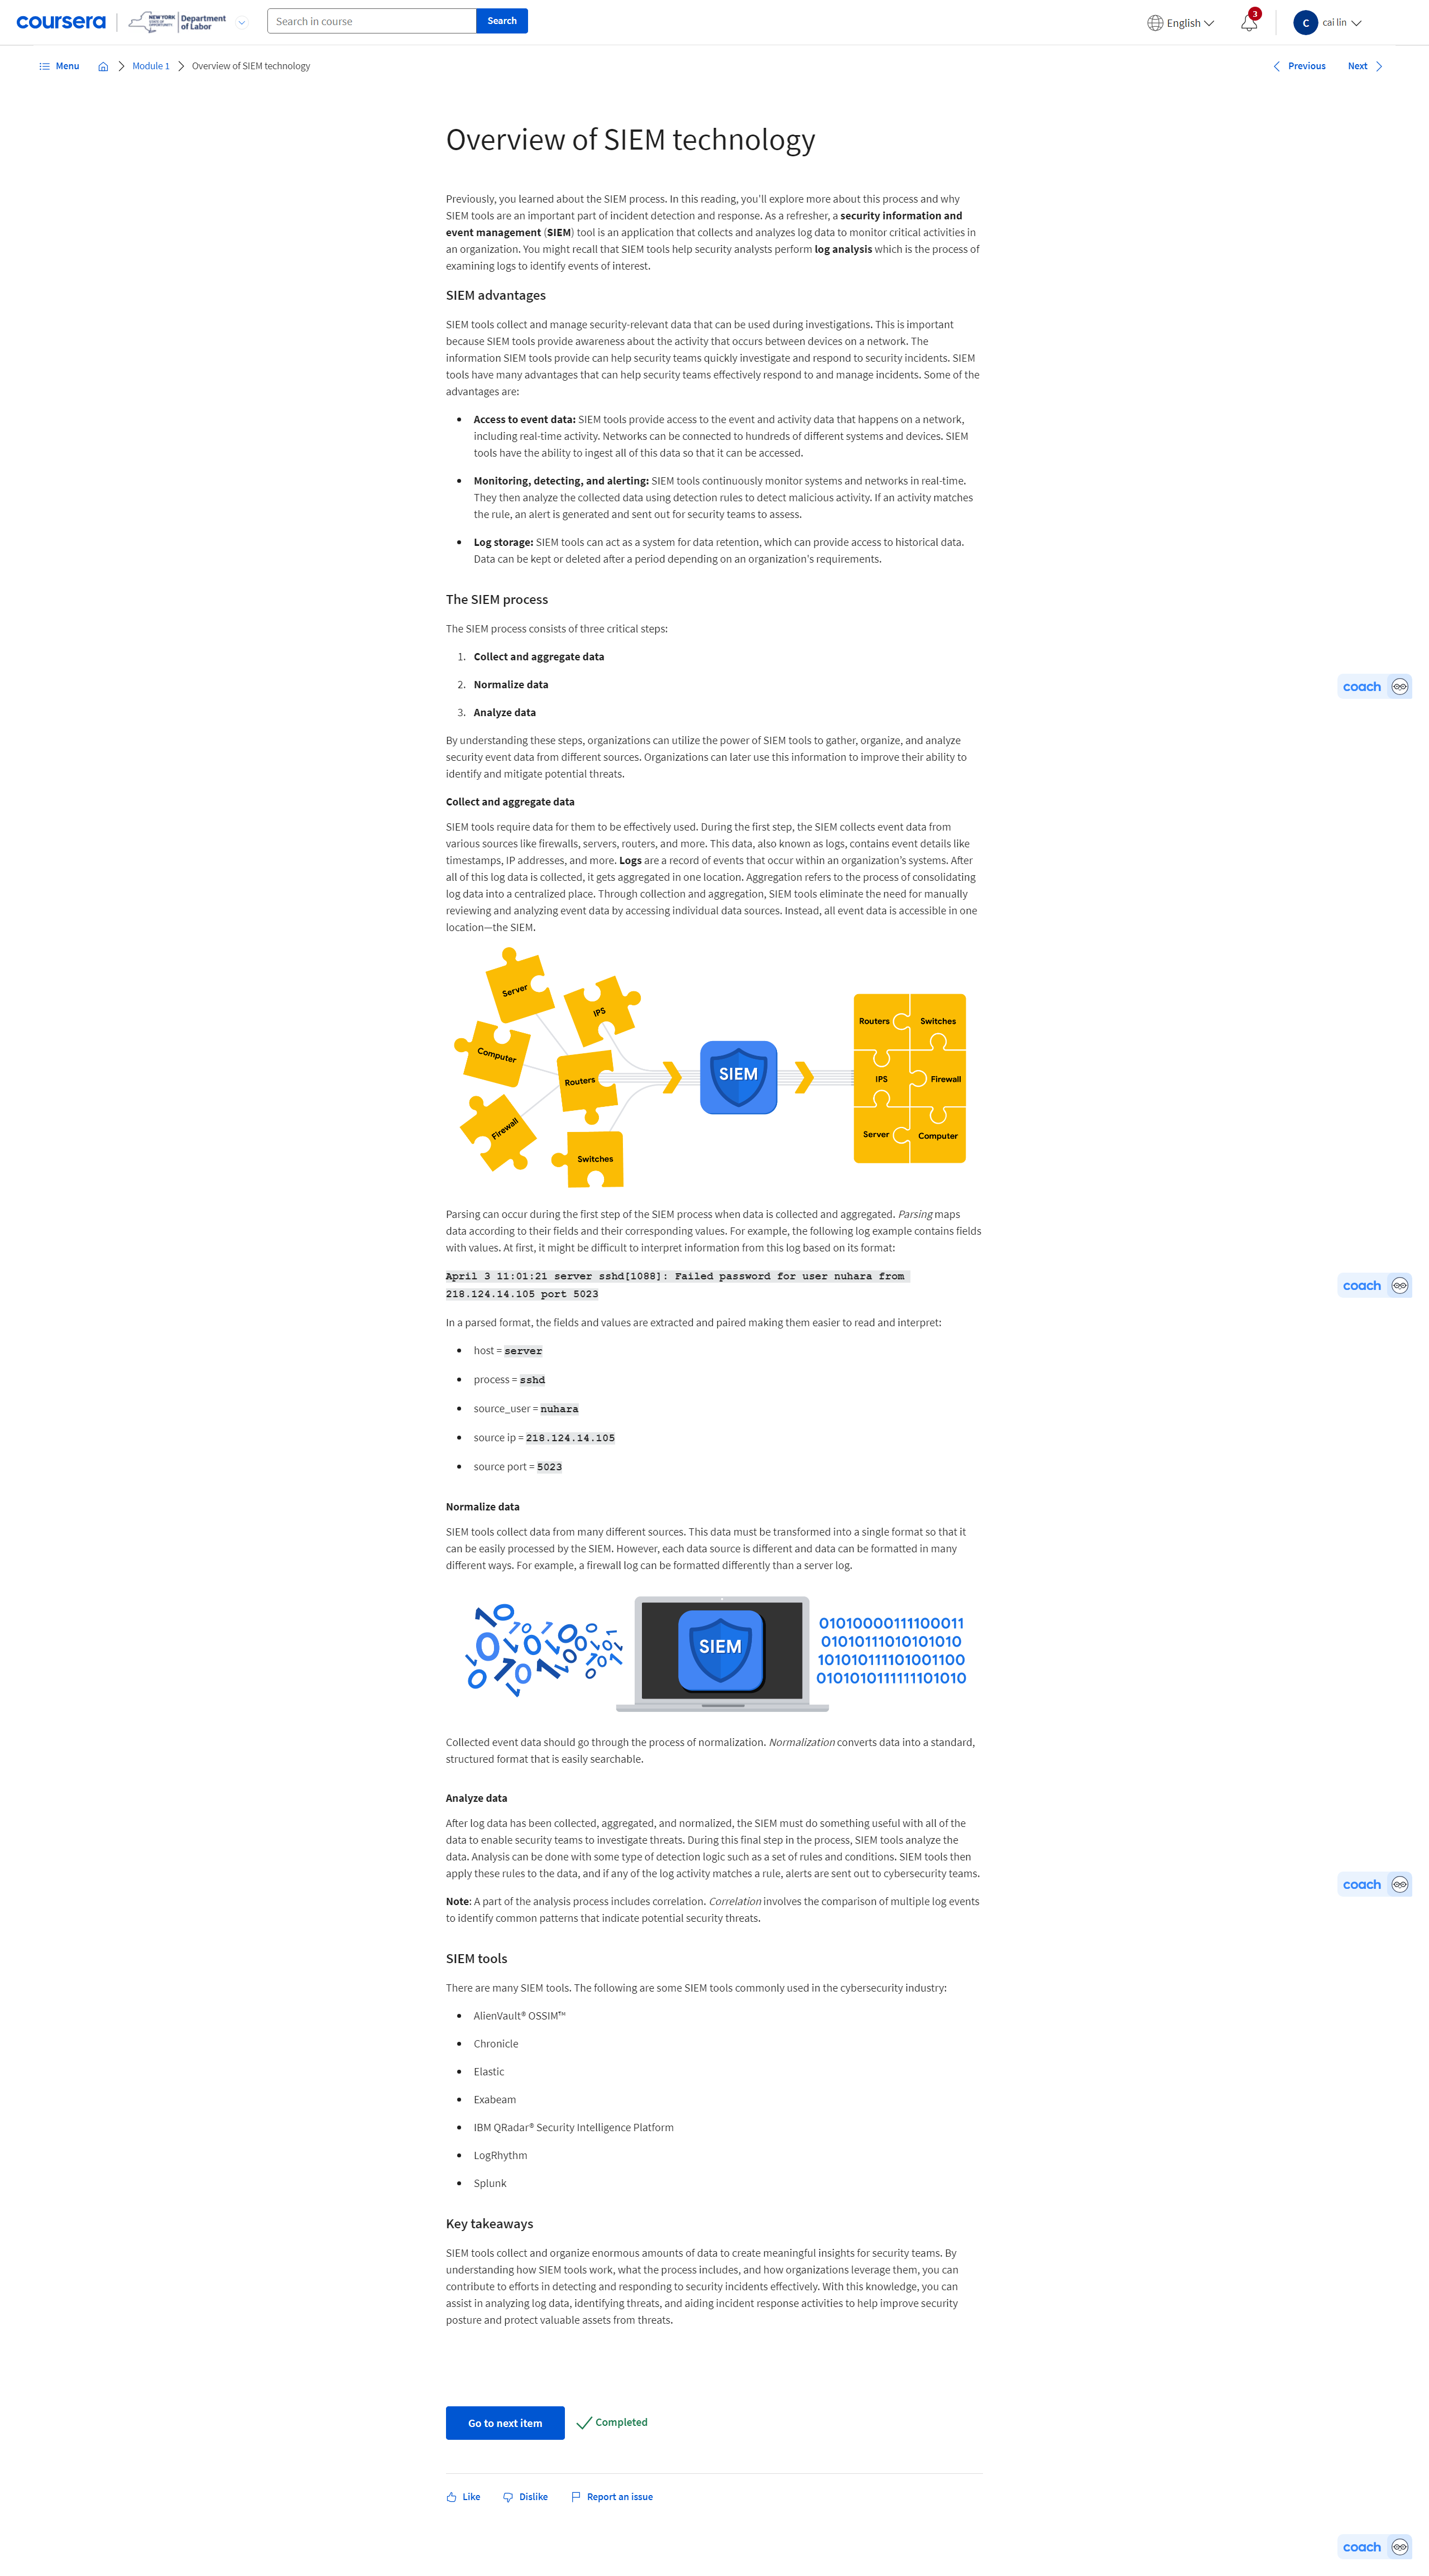 coursera
NEW YORK
STATE OF
OPPORTUNITY
Department
of Labor
Search in course
Search
English
3
C
cai lin
Menu
Module 1
Overview of SIEM technology
Previous
Next
Overview of SIEM technology
Previously, you learned about the SIEM process. In this reading, you'll explore more about this process and why
SIEM tools are an important part of incident detection and response. As a refresher, a security information and
event management (SIEM) tool is an application that collects and analyzes log data to monitor critical activities in
an organization. You might recall that SIEM tools help security analysts perform log analysis which is the process of
examining logs to identify events of interest.
SIEM advantages
SIEM tools collect and manage security-relevant data that can be used during investigations. This is important
because SIEM tools provide awareness about the activity that occurs between devices on a network. The
information SIEM tools provide can help security teams quickly investigate and respond to security incidents. SIEM
tools have many advantages that can help security teams effectively respond to and manage incidents. Some of the
advantages are:
• Access to event data: SIEM tools provide access to the event and activity data that happens on a network,
including real-time activity. Networks can be connected to hundreds of different systems and devices. SIEM
tools have the ability to ingest all of this data so that it can be accessed.
• Monitoring, detecting, and alerting: SIEM tools continuously monitor systems and networks in real-time.
They then analyze the collected data using detection rules to detect malicious activity. If an activity matches
the rule, an alert is generated and sent out for security teams to assess.
• Log storage: SIEM tools can act as a system for data retention, which can provide access to historical data.
Data can be kept or deleted after a period depending on an organization's requirements.
The SIEM process
The SIEM process consists of three critical steps:
1. Collect and aggregate data
2. Normalize data
coach
3. Analyze data
By understanding these steps, organizations can utilize the power of SIEM tools to gather, organize, and analyze
security event data from different sources. Organizations can later use this information to improve their ability to
identify and mitigate potential threats.
Collect and aggregate data
SIEM tools require data for them to be effectively used. During the first step, the SIEM collects event data from
various sources like firewalls, servers, routers, and more. This data, also known as logs, contains event details like
timestamps, IP addresses, and more. Logs are a record of events that occur within an organization's systems. After
all of this log data is collected, it gets aggregated in one location. Aggregation refers to the process of consolidating
log data into a centralized place. Through collection and aggregation, SIEM tools eliminate the need for manually
reviewing and analyzing event data by accessing individual data sources. Instead, all event data is accessible in one
location—the SIEM.
Server
IPS
Computer
Routers
Firewall
Switches
SIEM
Routers
Switches
IPS
Firewall
Server
Computer
Parsing can occur during the first step of the SIEM process when data is collected and aggregated. Parsing maps
data according to their fields and their corresponding values. For example, the following log example contains fields
with values. At first, it might be difficult to interpret information from this log based on its format:
April 3 11:01:21 server sshd[1088]: Failed password for user nuhara from
218.124.14.105 port 5023
coach
In a parsed format, the fields and values are extracted and paired making them easier to read and interpret:
• host = server
• process = sshd
• source_user = nuhara
• source ip = 218.124.14.105
• source port = 5023
Normalize data
SIEM tools collect data from many different sources. This data must be transformed into a single format so that it
can be easily processed by the SIEM. However, each data source is different and data can be formatted in many
different ways. For example, a firewall log can be formatted differently than a server log.
SIEM
01010000111100011
01010111010101010
101010111101001100
010101011111101010
Collected event data should go through the process of normalization. Normalization converts data into a standard,
structured format that is easily searchable.
Analyze data
After log data has been collected, aggregated, and normalized, the SIEM must do something useful with all of the
data to enable security teams to investigate threats. During this final step in the process, SIEM tools analyze the
data. Analysis can be done with some type of detection logic such as a set of rules and conditions. SIEM tools then
apply these rules to the data, and if any of the log activity matches a rule, alerts are sent out to cybersecurity teams.
coach
Note: A part of the analysis process includes correlation. Correlation involves the comparison of multiple log events
to identify common patterns that indicate potential security threats.
SIEM tools
There are many SIEM tools. The following are some SIEM tools commonly used in the cybersecurity industry:
• AlienVault® OSSIM™
• Chronicle
• Elastic
• Exabeam
• IBM QRadar® Security Intelligence Platform
• LogRhythm
• Splunk
Key takeaways
SIEM tools collect and organize enormous amounts of data to create meaningful insights for security teams. By
understanding how SIEM tools work, what the process includes, and how organizations leverage them, you can
contribute to efforts in detecting and responding to security incidents effectively. With this knowledge, you can
assist in analyzing log data, identifying threats, and aiding incident response activities to help improve security
posture and protect valuable assets from threats.
Go to next item
Completed
Like
Dislike
Report an issue
coach